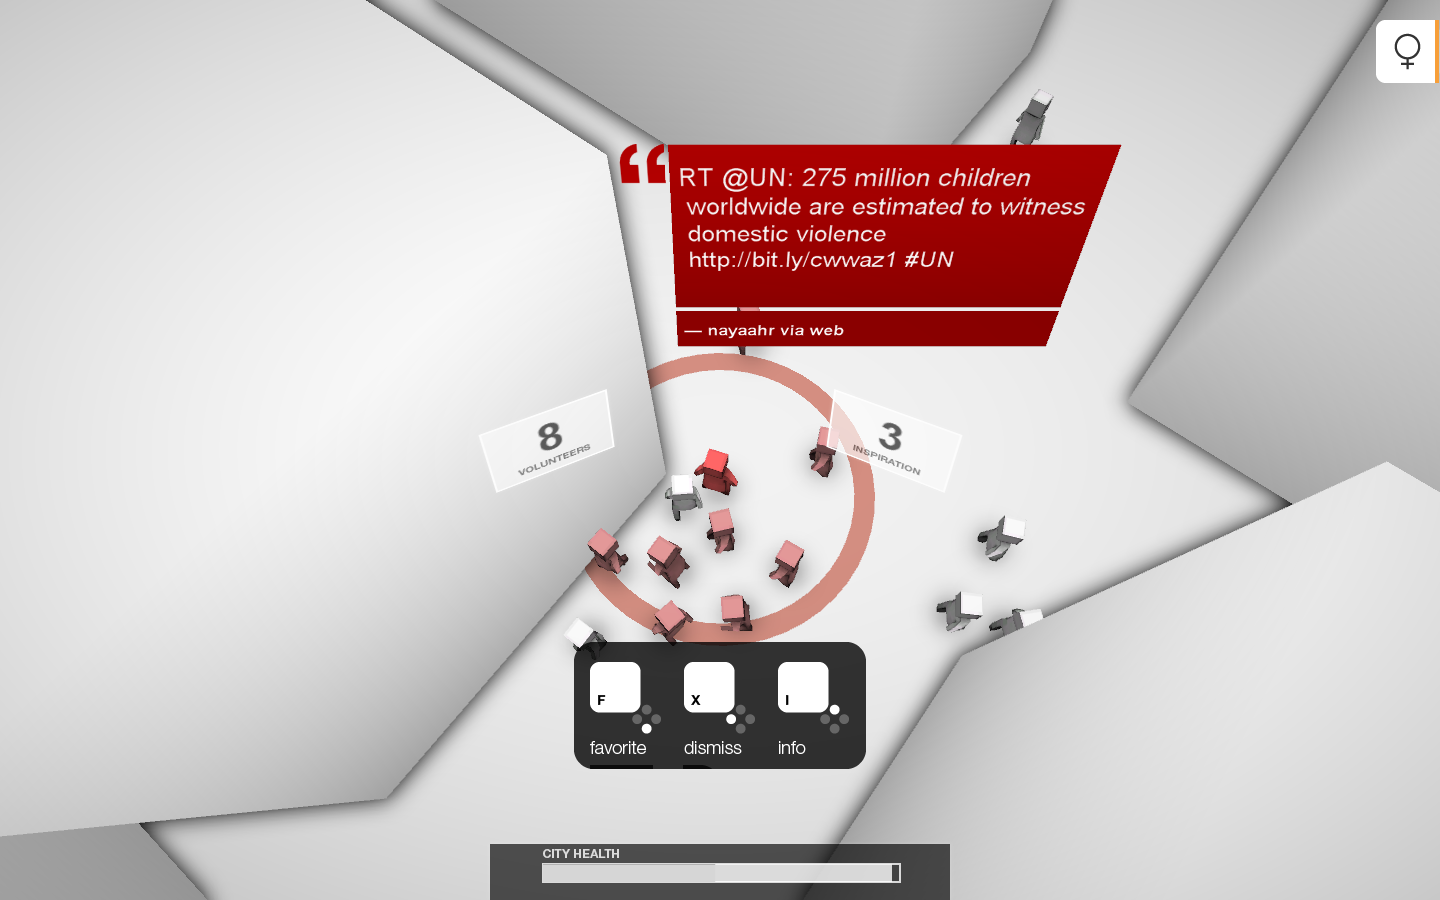 “
RT @UN: 275 million children
worldwide are estimated to witness
domestic violence
http://bit.ly/cwwaz1 #UN
— nayaahr via web
8
VOLUNTEERS
3
INSPIRATION
F
X
I
favorite
dismiss
info
CITY HEALTH